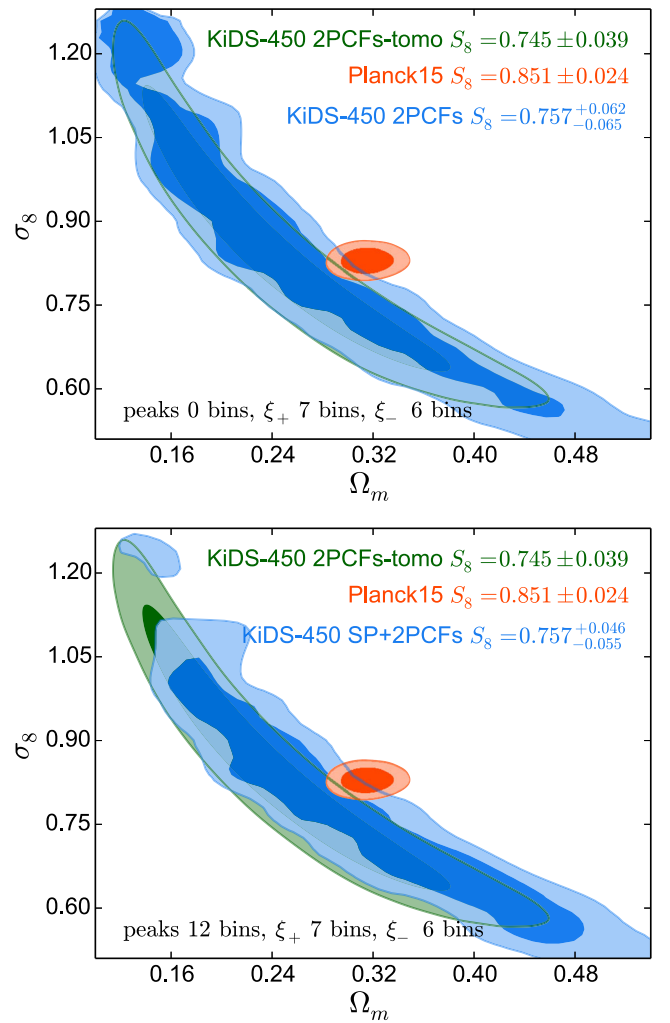 KiDS-450 2PCFs-tomo S₈ = 0.745 ± 0.039
Planck15 S₈ = 0.851 ± 0.024
KiDS-450 2PCFs S₈ = 0.757 +0.062 −0.065
1.20
1.05
0.90
0.75
0.60
σ₈
peaks 0 bins, ξ₊ 7 bins, ξ₋ 6 bins
0.16 0.24 0.32 0.40 0.48
Ωₘ
KiDS-450 2PCFs-tomo S₈ = 0.745 ± 0.039
Planck15 S₈ = 0.851 ± 0.024
KiDS-450 SP+2PCFs S₈ = 0.757 +0.046 −0.055
1.20
1.05
0.90
0.75
0.60
σ₈
peaks 12 bins, ξ₊ 7 bins, ξ₋ 6 bins
0.16 0.24 0.32 0.40 0.48
Ωₘ